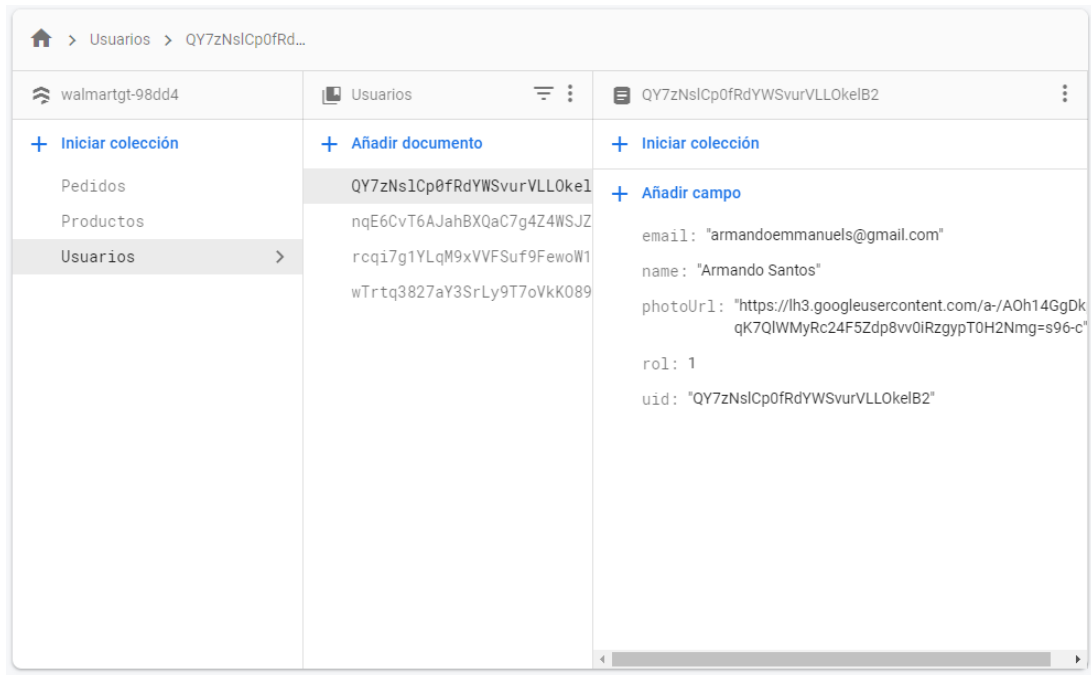 Usuarios > QY7zNslCp0fRd...
walmartgt-98dd4
Usuarios
QY7zNslCp0fRdYWSvurVLLOkelB2
+ Iniciar colección
+ Añadir documento
+ Iniciar colección
Pedidos
Productos
Usuarios
QY7zNslCp0fRdYWSvurVLLOkel
nqE6CvT6AJahBXQaC7g4Z4WSJZ
rcqi7g1YLqM9xVVFSuf9FewoW1
wTrtq3827aY3SrLy9T7oVkKO89
+ Añadir campo
email: "armandoemmanuels@gmail.com"
name: "Armando Santos"
photoUrl: "https://lh3.googleusercontent.com/a-/AOh14GgDk
qK7QlWMyRc24F5Zdp8vv0iRzgypT0H2Nmg=s96-c"
rol: 1
uid: "QY7zNslCp0fRdYWSvurVLLOkelB2"